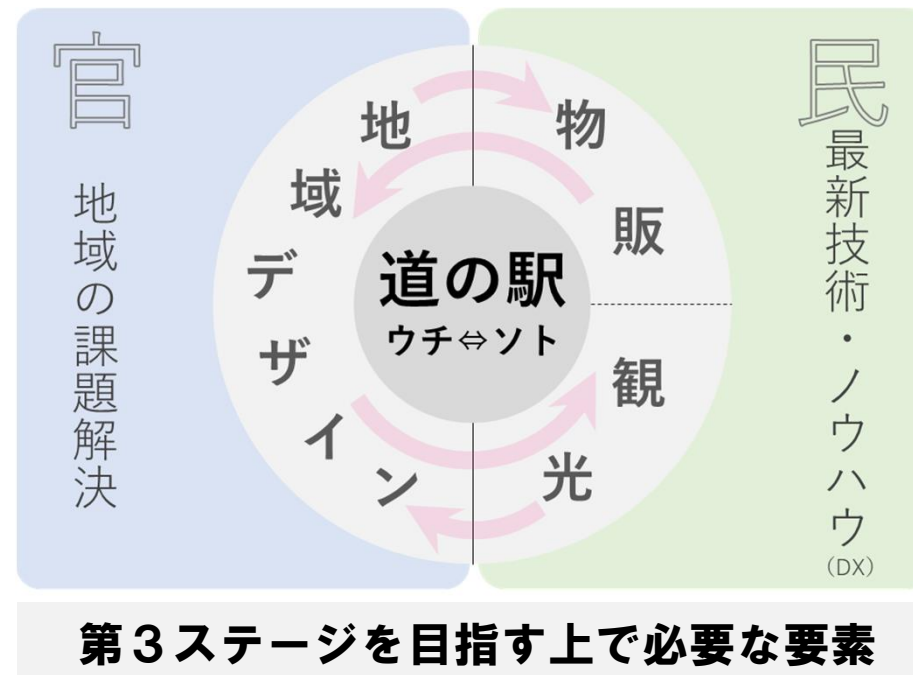 官
地域の課題解決
地域デザイン
物販
観光
道の駅
ウチ⇔ソト
民
最新技術・ノウハウ
(DX)
第3ステージを目指す上で必要な要素